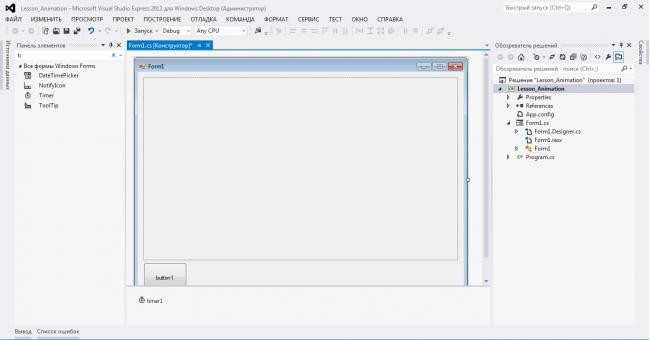 Lesson_Animation - Microsoft Visual Studio Express 2012 для Windows Desktop (Администратор)
Быстрый запуск (Ctrl+Q)
ФАЙЛ ИЗМЕНИТЬ ПРОСМОТР ПРОЕКТ ПОСТРОЕНИЕ ОТЛАДКА КОМАНДА ФОРМАТ СЕРВИС ТЕСТ ОКНО СПРАВКА
Запуск Debug Any CPU
Источники данных
Панель элементов
ti
Все формы Windows Forms
DateTimePicker
NotifyIcon
Timer
ToolTip
Form1.cs [Конструктор]*
Form1
button1
timer1
Обозреватель решений
Обозреватель решений - поиск (Ctrl+;)
Решение "Lesson_Animation" (проектов: 1)
Lesson_Animation
Properties
References
App.config
Form1.cs
Form1.Designer.cs
Form1.resx
Form1
Program.cs
Свойства
Вывод Список ошибок